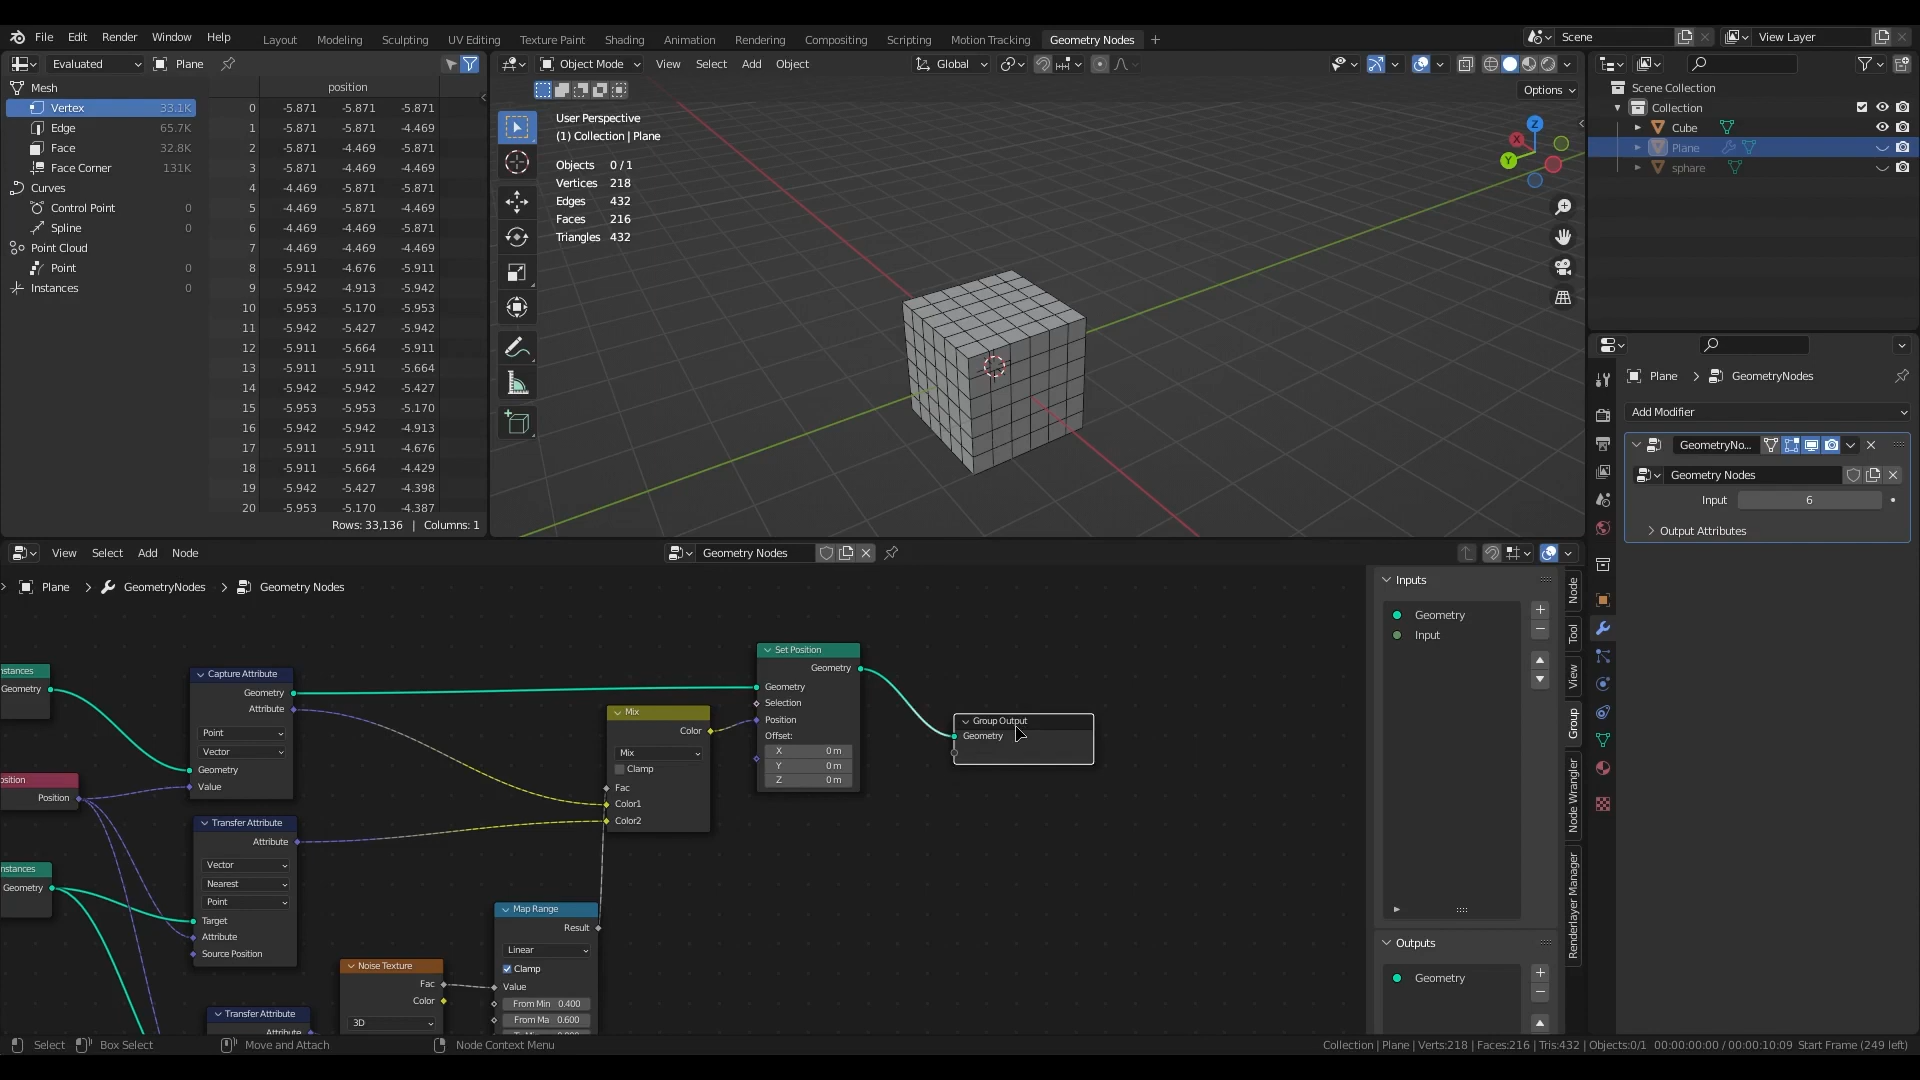 File Edit Render Window Help
Layout Modeling Sculpting UV Editing Texture Paint Shading Animation Rendering Compositing Scripting Motion Tracking Geometry Nodes +
Scene View Layer
Evaluated Plane
Mesh
Vertex 33.1K
Edge 65.7K
Face 32.8K
Face Corner 131K
Curves
Control Point 0
Spline 0
Point Cloud
Point 0
Instances 0
position
0 -5.871 -5.871 -5.871
1 -5.871 -5.871 -4.469
2 -5.871 -4.469 -5.871
3 -5.871 -4.469 -4.469
4 -4.469 -5.871 -5.871
5 -4.469 -5.871 -4.469
6 -4.469 -4.469 -5.871
7 -4.469 -4.469 -4.469
8 -5.911 -4.676 -5.911
9 -5.942 -4.913 -5.942
10 -5.953 -5.170 -5.953
11 -5.942 -5.427 -5.942
12 -5.911 -5.664 -5.911
13 -5.911 -5.911 -5.664
14 -5.942 -5.942 -5.427
15 -5.953 -5.953 -5.170
16 -5.942 -5.942 -4.913
17 -5.911 -5.911 -4.676
18 -5.911 -5.664 -4.429
19 -5.942 -5.427 -4.398
20 -5.953 -5.170 -4.387
Rows: 33,136 | Columns: 1
Object Mode View Select Add Object Global
Options
User Perspective
(1) Collection | Plane
Objects 0 / 1
Vertices 218
Edges 432
Faces 216
Triangles 432
Z
X
Y
Scene Collection
Collection
Cube
Plane
sphare
Plane > GeometryNodes
Add Modifier
GeometryNo...
Geometry Nodes
Input 6
Output Attributes
View Select Add Node Geometry Nodes
Plane > GeometryNodes > Geometry Nodes
nstances
Geometry
osition
Position
nstances
Geometry
Capture Attribute
Geometry
Attribute
Point
Vector
Geometry
Value
Transfer Attribute
Attribute
Vector
Nearest
Point
Target
Attribute
Source Position
Transfer Attribute
Attribute
Noise Texture
Fac
Color
3D
Map Range
Result
Linear
Clamp
Value
From Min 0.400
From Ma 0.600
Mix
Color
Mix
Clamp
Fac
Color1
Color2
Set Position
Geometry
Geometry
Selection
Position
Offset:
X 0 m
Y 0 m
Z 0 m
Group Output
Geometry
Inputs
Geometry
Input
Outputs
Geometry
Node
Tool
View
Group
Node Wrangler
Renderlayer Manager
Select Box Select Move and Attach Node Context Menu
Collection | Plane | Verts:218 | Faces:216 | Tris:432 | Objects:0/1 00:00:00:00 / 00:00:10:09 Start Frame (249 left)